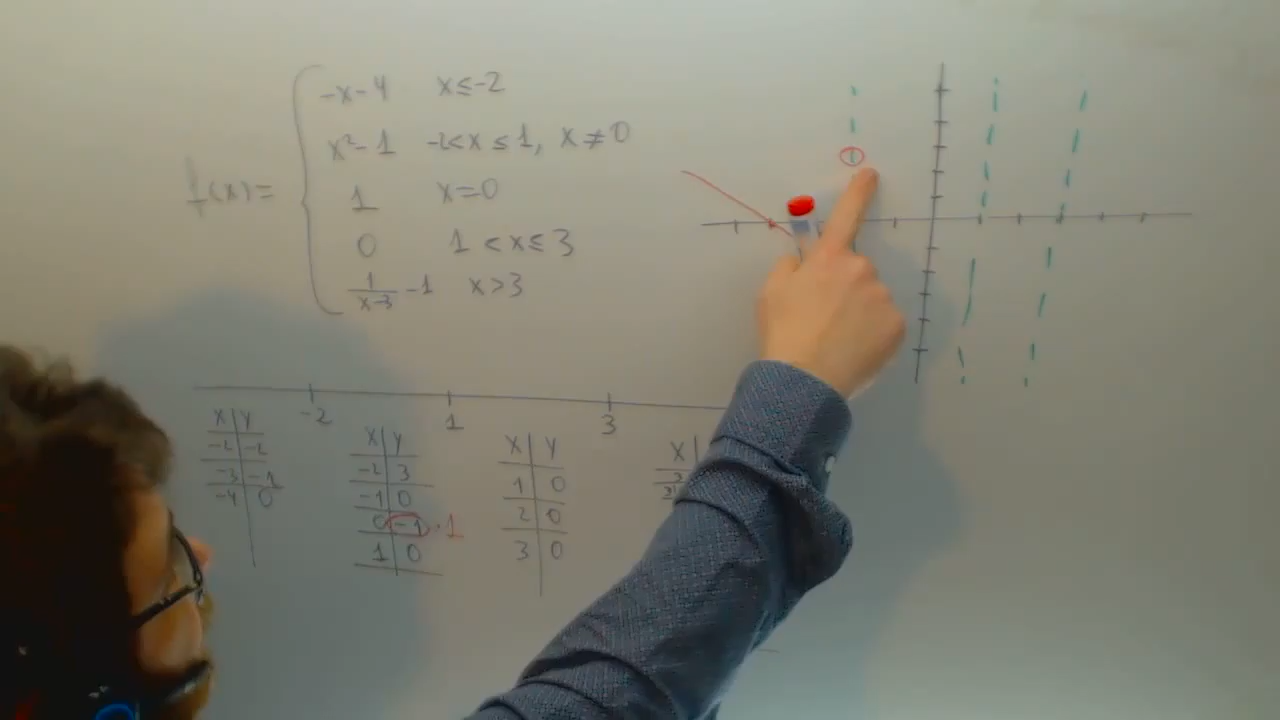 -x-4 x≤-2
x²-1 -2<x≤1, x≠0
f(x)= 1 x=0
0 1<x≤3
1/(x-3) -1 x>3
-2 1 3
x y
-2 -2
-3 -1
-4 0
x y
-2 3
-1 0
0 -1 · 1
1 0
x y
1 0
2 0
3 0
x
3